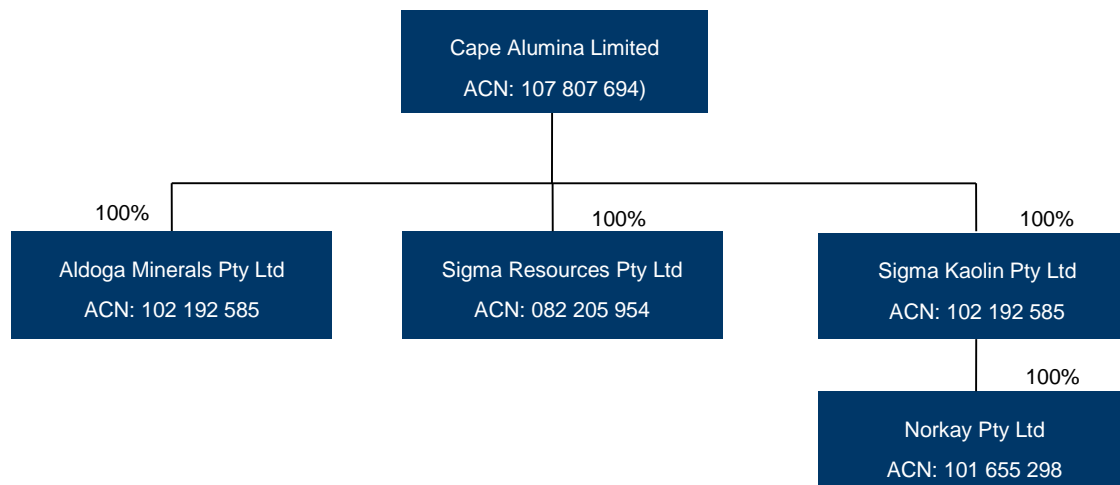 Cape Alumina Limited
ACN: 107 807 694)
100%
100%
100%
Aldoga Minerals Pty Ltd
ACN: 102 192 585
Sigma Resources Pty Ltd
ACN: 082 205 954
Sigma Kaolin Pty Ltd
ACN: 102 192 585
100%
Norkay Pty Ltd
ACN: 101 655 298